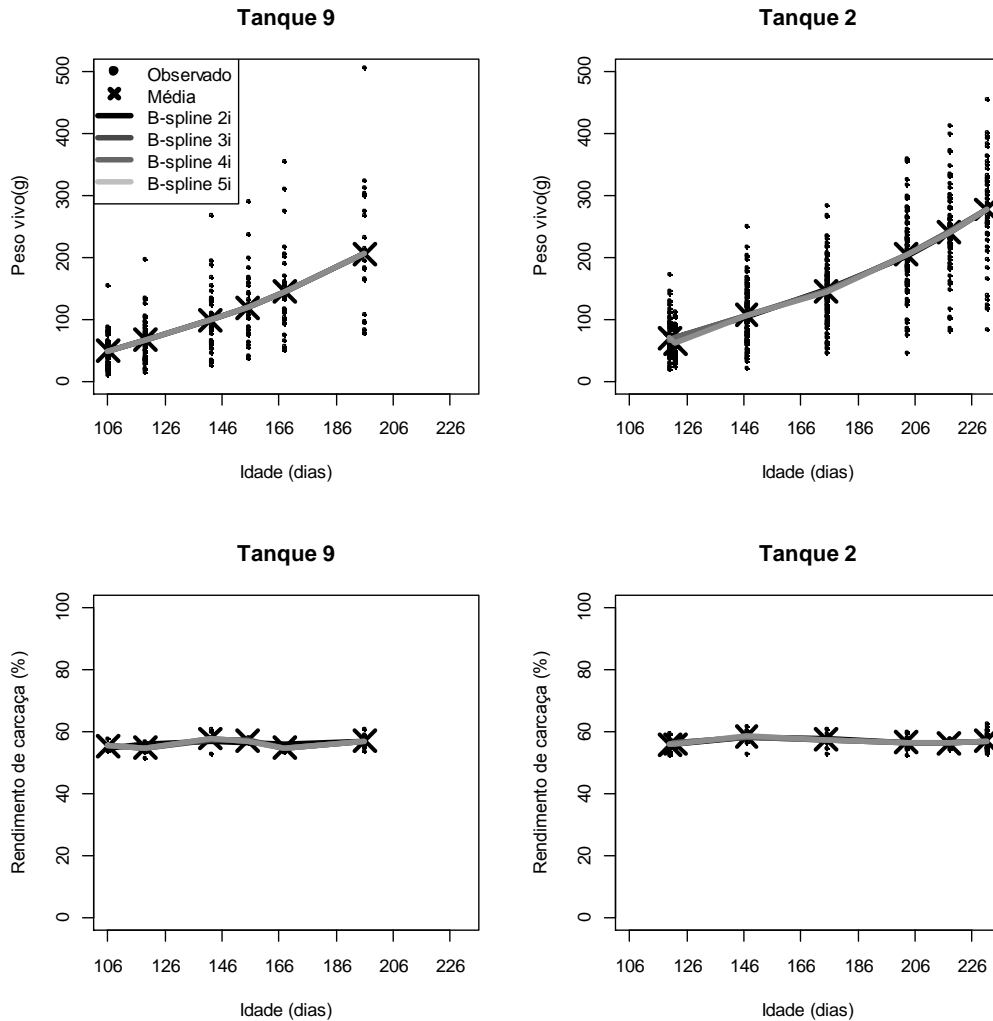 Tanque 9
Peso vivo(g)
500
400
300
200
100
0
Observado
Média
B-spline 2i
B-spline 3i
B-spline 4i
B-spline 5i
106 126 146 166 186 206 226
Idade (dias)
Tanque 2
Peso vivo(g)
500
400
300
200
100
0
106 126 146 166 186 206 226
Idade (dias)
Tanque 9
Rendimento de carcaça (%)
100
80
60
40
20
0
106 126 146 166 186 206 226
Idade (dias)
Tanque 2
Rendimento de carcaça (%)
100
80
60
40
20
0
106 126 146 166 186 206 226
Idade (dias)